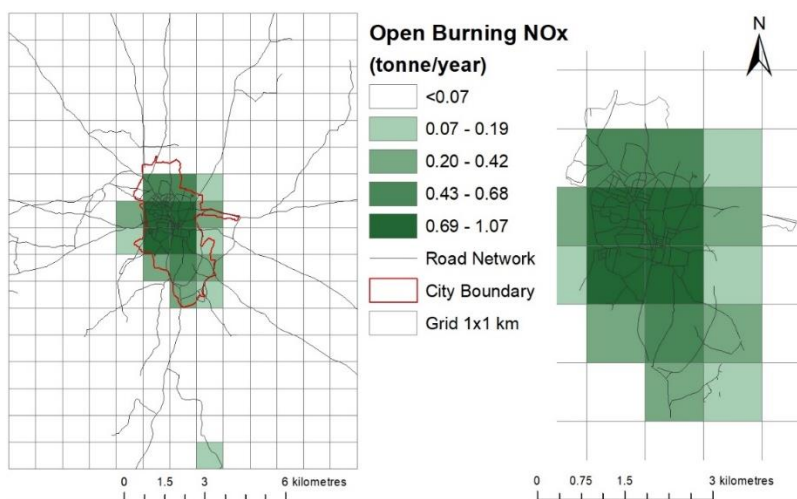 Open Burning NOx
(tonne/year)
<0.07
0.07 - 0.19
0.20 - 0.42
0.43 - 0.68
0.69 - 1.07
Road Network
City Boundary
Grid 1x1 km
N
0 1.5 3 6 kilometres
0 0.75 1.5 3 kilometres